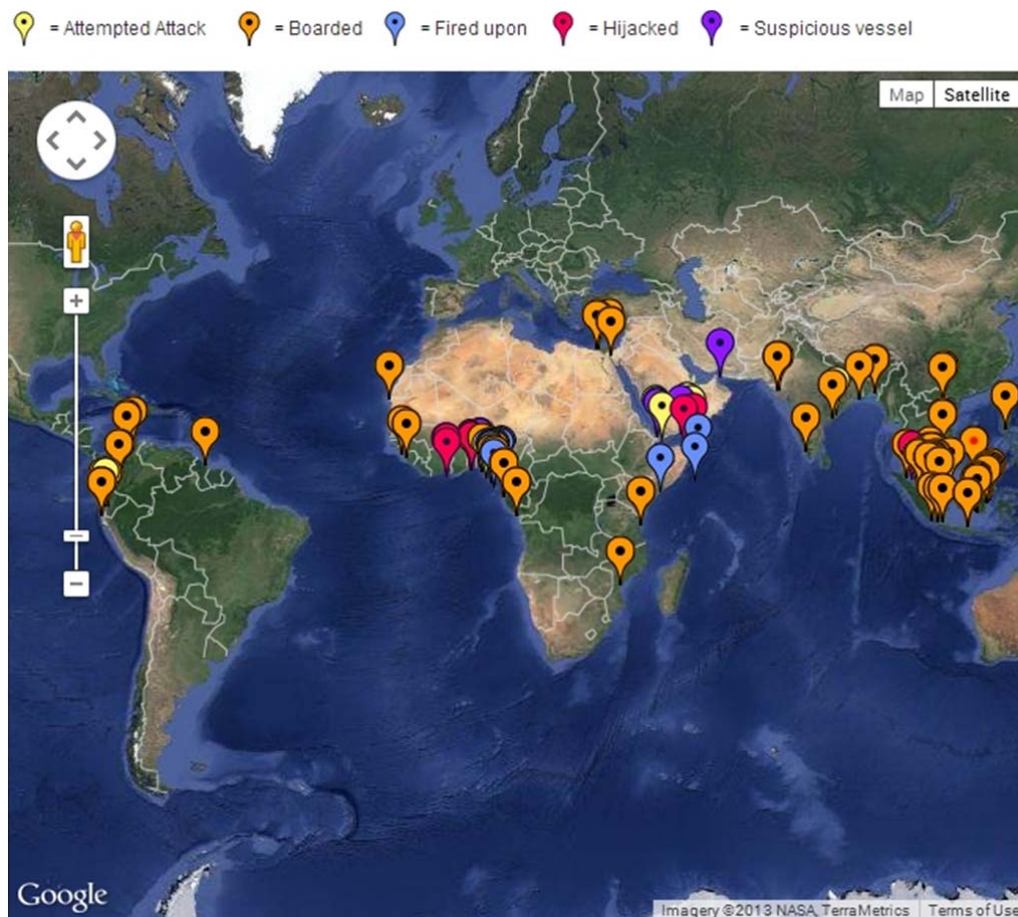 = Attempted Attack = Boarded = Fired upon = Hijacked = Suspicious vessel
Map Satellite
+
−
Google
Imagery ©2013 NASA, TerraMetrics Terms of Use